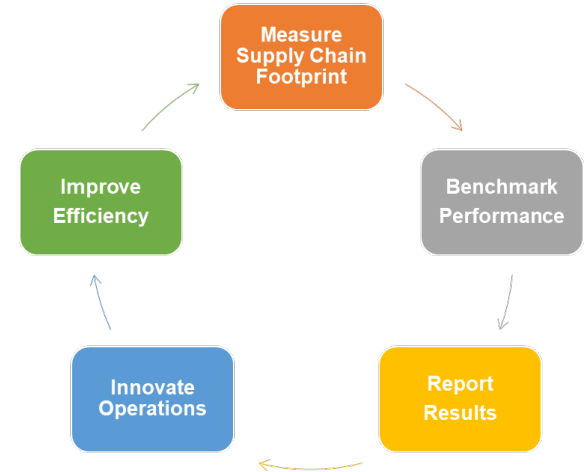 Measure
Supply Chain
Footprint
Benchmark
Performance
Report
Results
Innovate
Operations
Improve
Efficiency